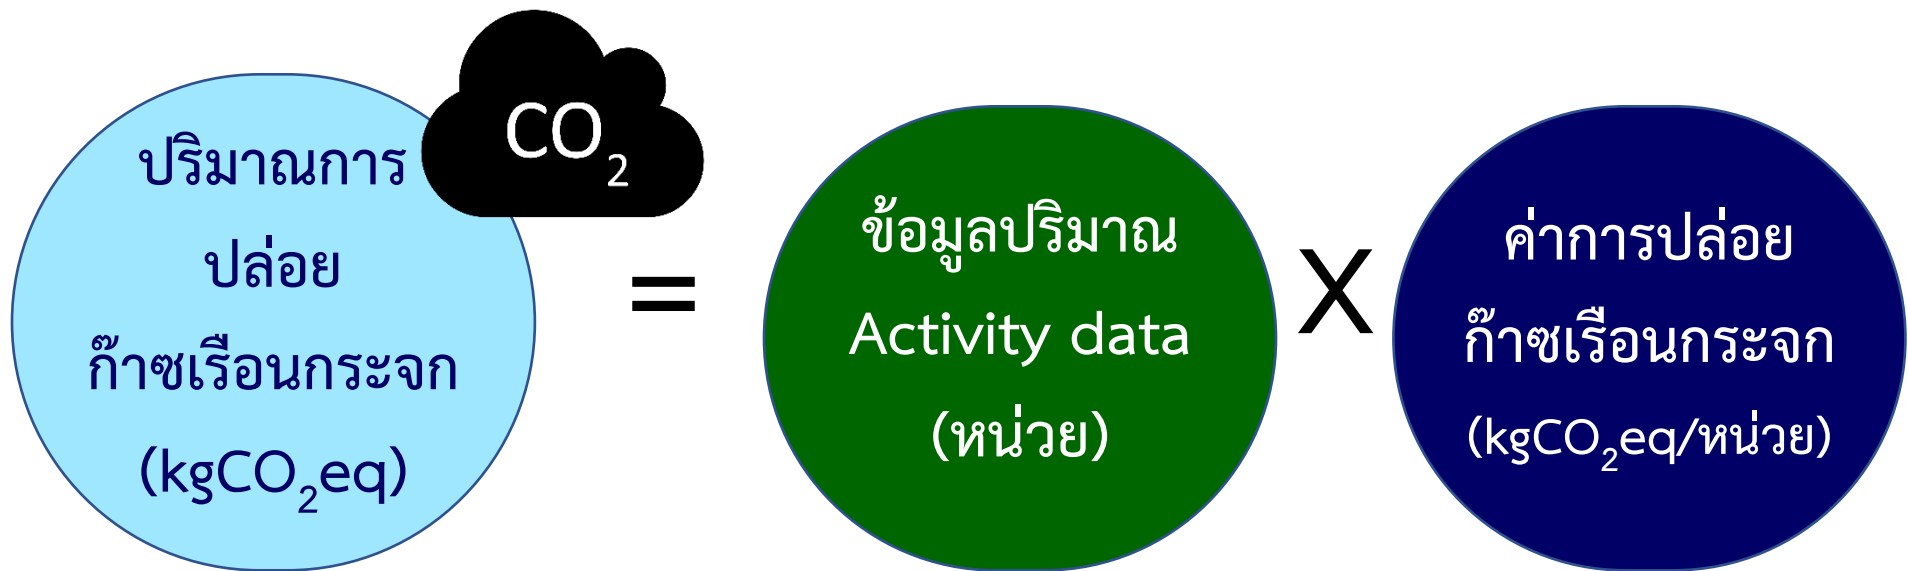 CO₂
ปริมาณการ
ปล่อย
ก๊าซเรือนกระจก
(kgCO₂eq)
=
ข้อมูลปริมาณ
Activity data
(หน่วย)
X
ค่าการปล่อย
ก๊าซเรือนกระจก
(kgCO₂eq/หน่วย)